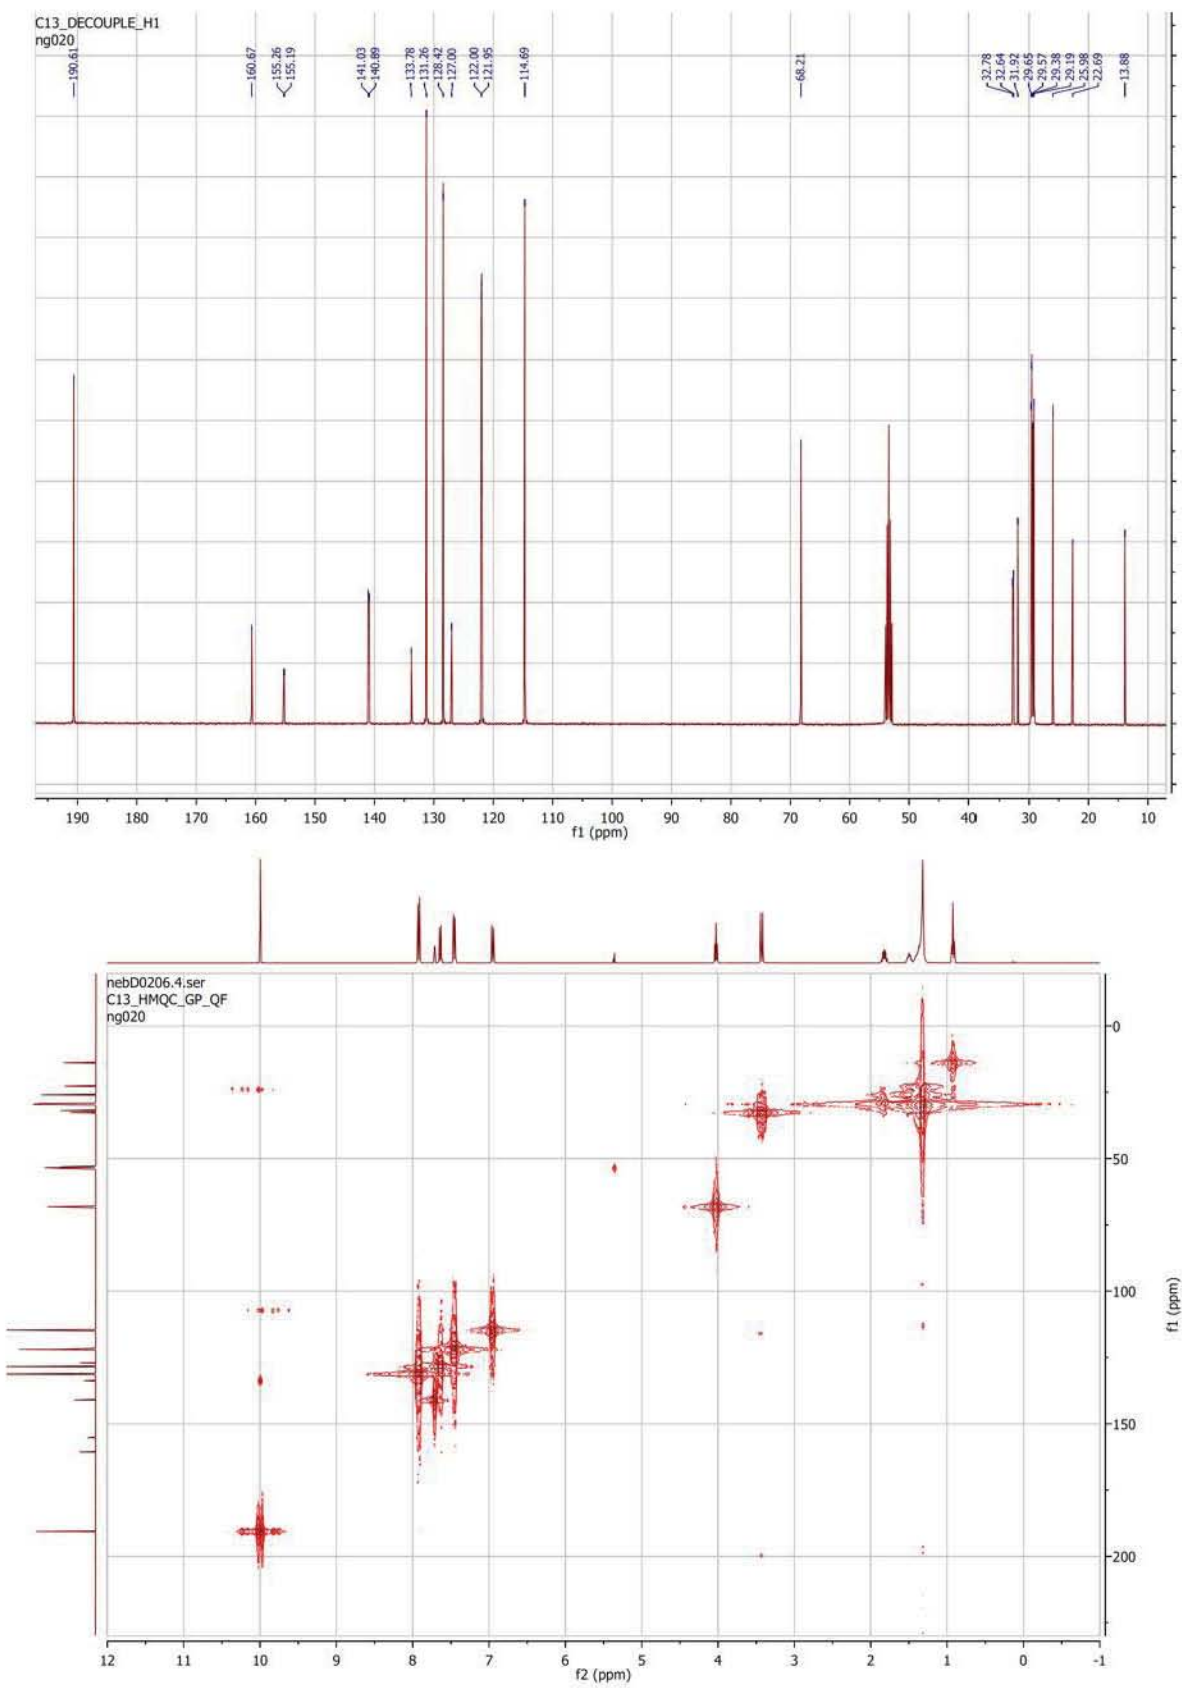 C13_DECOUPLE_H1
ng020
190.61
160.67
155.26
155.19
141.03
140.89
133.78
131.26
128.42
127.00
122.00
121.95
114.69
68.21
32.78
32.64
31.92
29.65
29.57
29.38
29.19
25.98
22.69
13.88
190 180 170 160 150 140 130 120 110 100 90 80 70 60 50 40 30 20 10
f1 (ppm)
nebD0206.4.ser
C13_HMQC_GP_QF
ng020
0
50
100
150
200
f1 (ppm)
12 11 10 9 8 7 6 5 4 3 2 1 0 -1
f2 (ppm)